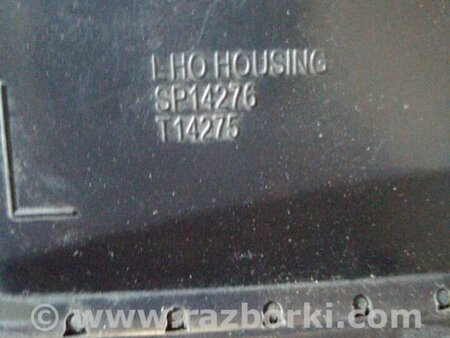 LHO HOUSING
SP14276
T14275
© www.razborki.com